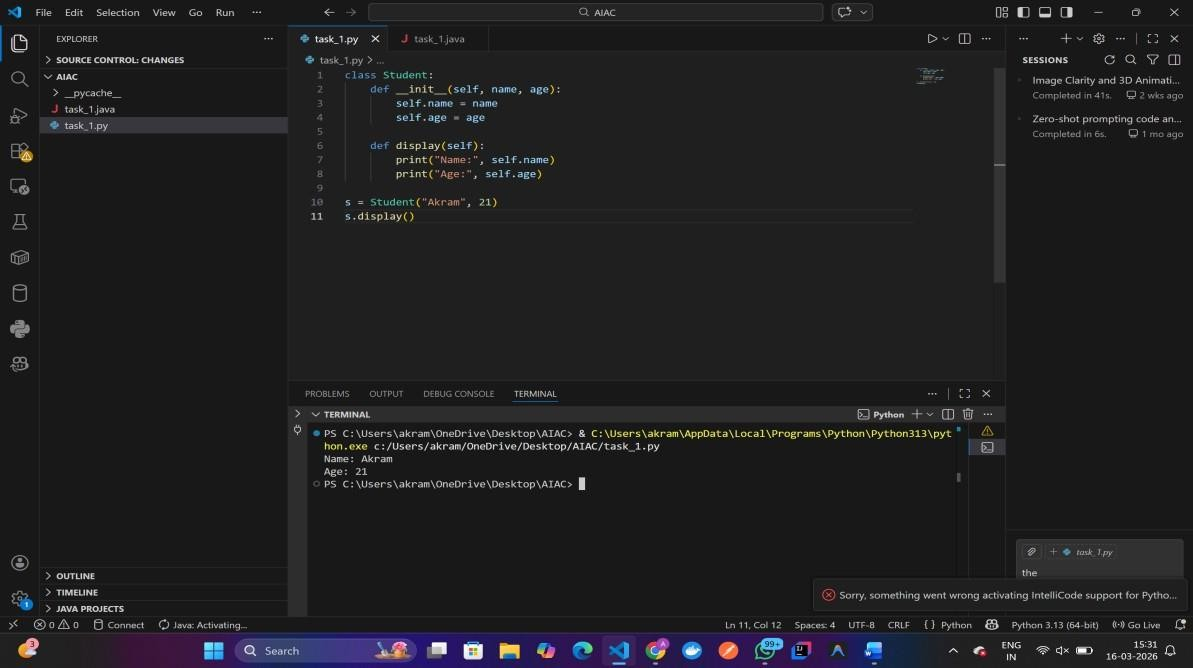 File Edit Selection View Go Run ··· AIAC
EXPLORER ···
SOURCE CONTROL: CHANGES
AIAC
__pycache__
J task_1.java
task_1.py
OUTLINE
TIMELINE
JAVA PROJECTS
task_1.py J task_1.java
task_1.py > ...
1 class Student:
2 def __init__(self, name, age):
3 self.name = name
4 self.age = age
5
6 def display(self):
7 print("Name:", self.name)
8 print("Age:", self.age)
9
10 s = Student("Akram", 21)
11 s.display()
PROBLEMS OUTPUT DEBUG CONSOLE TERMINAL
TERMINAL Python
PS C:\Users\akram\OneDrive\Desktop\AIAC> & C:\Users\akram\AppData\Local\Programs\Python\Python313\pyt
hon.exe c:/Users/akram/OneDrive/Desktop/AIAC/task_1.py
Name: Akram
Age: 21
PS C:\Users\akram\OneDrive\Desktop\AIAC>
SESSIONS
Image Clarity and 3D Animati...
Completed in 41s. 2 wks ago
Zero-shot prompting code an...
Completed in 6s. 1 mo ago
task_1.py
the
Sorry, something went wrong activating IntelliCode support for Pytho...
1
0 0 Connect Java: Activating... Ln 11, Col 12 Spaces: 4 UTF-8 CRLF { } Python Python 3.13 (64-bit) Go Live
3 Search 99+ ENG 15:31
IN 16-03-2026